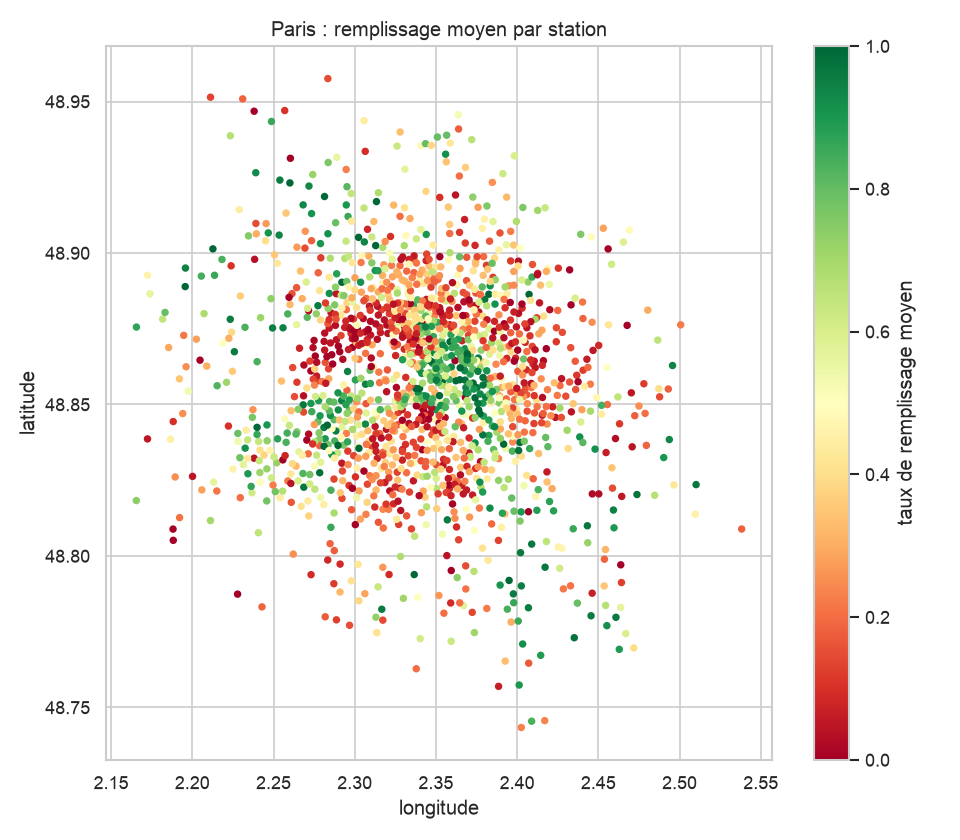 Paris : remplissage moyen par station
48.95
48.90
48.85
48.80
48.75
latitude
2.15 2.20 2.25 2.30 2.35 2.40 2.45 2.50 2.55
longitude
1.0
0.8
0.6
0.4
0.2
0.0
taux de remplissage moyen